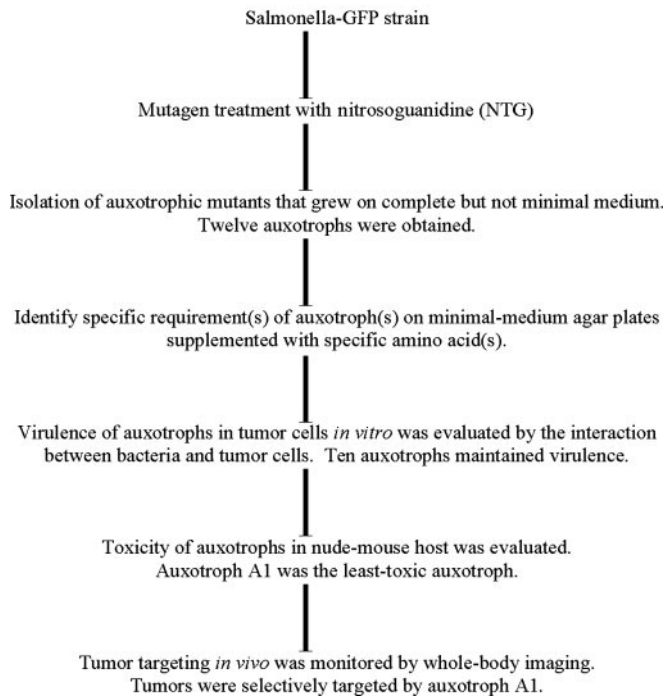 Salmonella-GFP strain
Mutagen treatment with nitrosoguanidine (NTG)
Isolation of auxotrophic mutants that grew on complete but not minimal medium.
Twelve auxotrophs were obtained.
Identify specific requirement(s) of auxotroph(s) on minimal-medium agar plates
supplemented with specific amino acid(s).
Virulence of auxotrophs in tumor cells in vitro was evaluated by the interaction
between bacteria and tumor cells.  Ten auxotrophs maintained virulence.
Toxicity of auxotrophs in nude-mouse host was evaluated.
Auxotroph A1 was the least-toxic auxotroph.
Tumor targeting in vivo was monitored by whole-body imaging.
Tumors were selectively targeted by auxotroph A1.